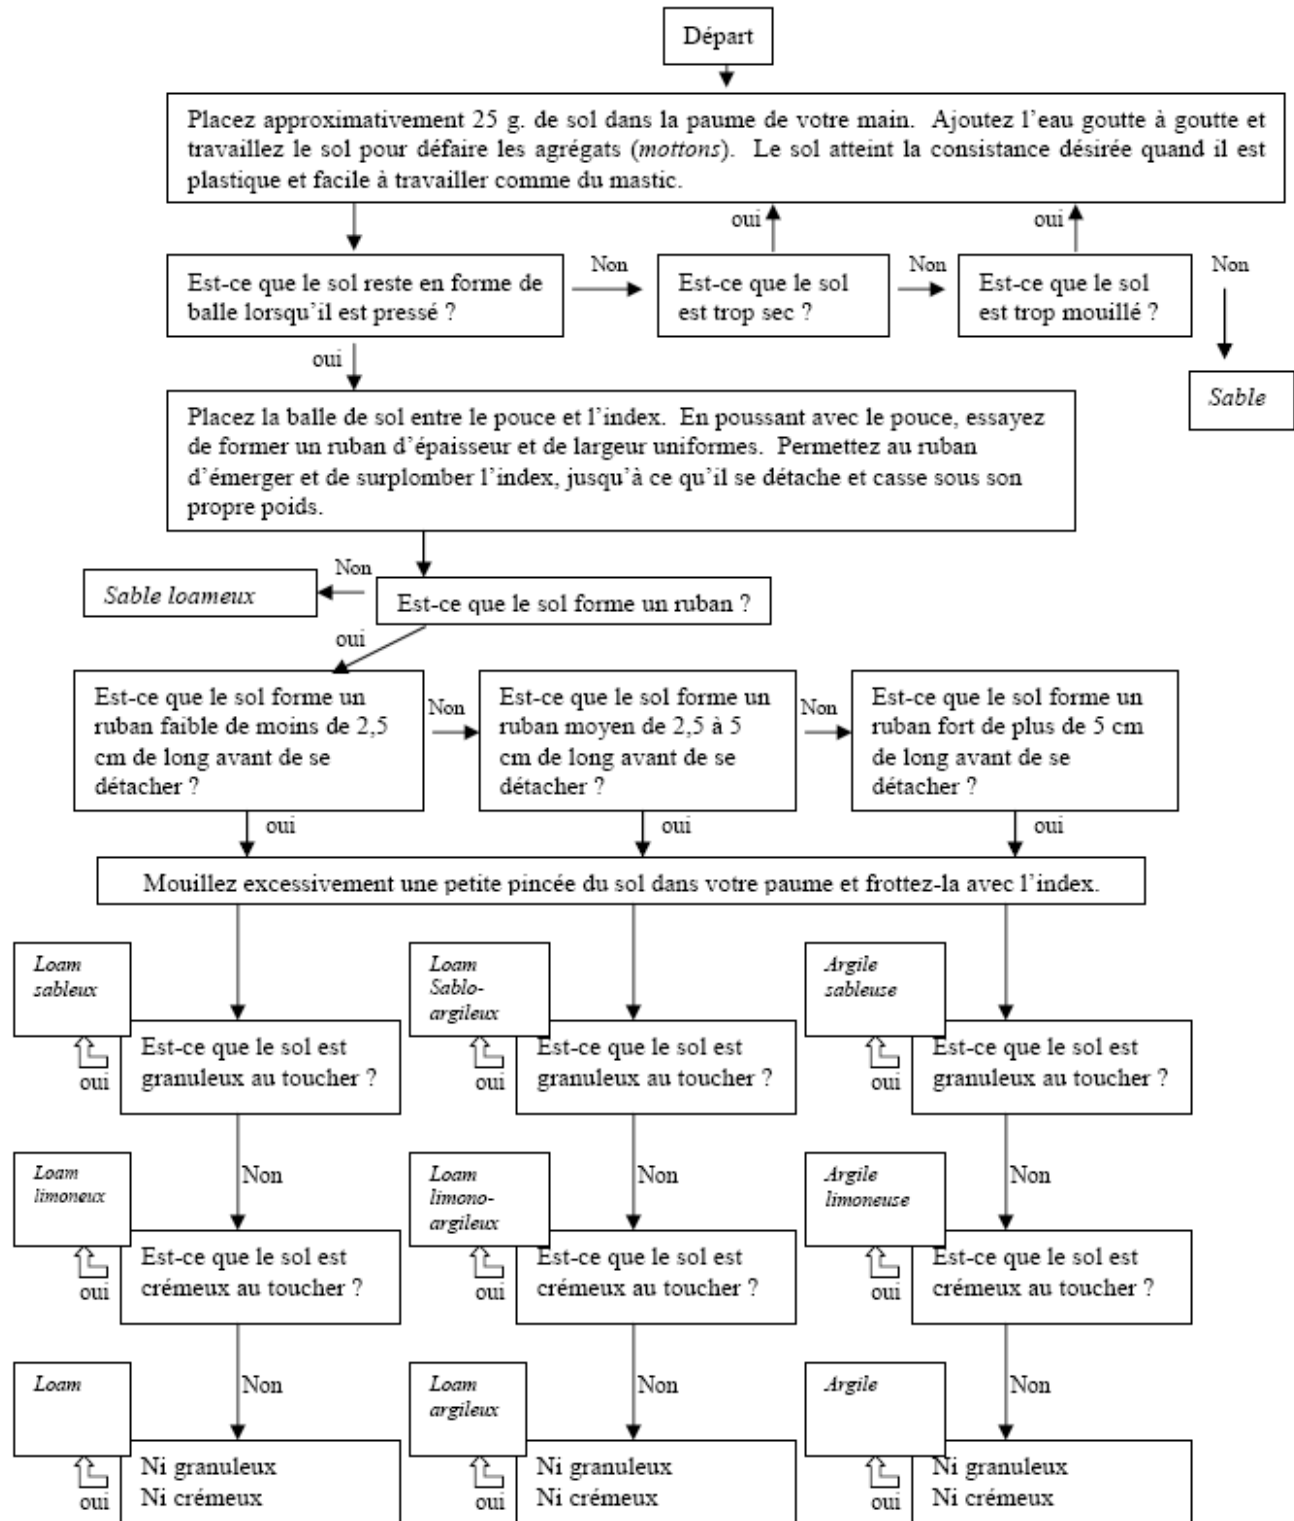 Départ
Placez approximativement 25 g. de sol dans la paume de votre main. Ajoutez l’eau goutte à goutte et
travaillez le sol pour défaire les agrégats (mottons). Le sol atteint la consistance désirée quand il est
plastique et facile à travailler comme du mastic.
oui
oui
Est-ce que le sol reste en forme de
balle lorsqu’il est pressé ?
Non
Est-ce que le sol
est trop sec ?
Non
Est-ce que le sol
est trop mouillé ?
Non
Sable
oui
Placez la balle de sol entre le pouce et l’index. En poussant avec le pouce, essayez
de former un ruban d’épaisseur et de largeur uniformes. Permettez au ruban
d’émerger et de surplomber l’index, jusqu’à ce qu’il se détache et casse sous son
propre poids.
Sable loameux
Non
Est-ce que le sol forme un ruban ?
oui
Est-ce que le sol forme un
ruban faible de moins de 2,5
cm de long avant de se
détacher ?
Non
Est-ce que le sol forme un
ruban moyen de 2,5 à 5
cm de long avant de se
détacher ?
Non
Est-ce que le sol forme un
ruban fort de plus de 5 cm
de long avant de se
détacher ?
oui
oui
oui
Mouillez excessivement une petite pincée du sol dans votre paume et frottez-la avec l’index.
Loam
sableux
oui
Est-ce que le sol est
granuleux au toucher ?
Loam
Sablo-
argileux
oui
Est-ce que le sol est
granuleux au toucher ?
Argile
sableuse
oui
Est-ce que le sol est
granuleux au toucher ?
Non
Non
Non
Loam
limoneux
oui
Est-ce que le sol est
crémeux au toucher ?
Loam
limono-
argileux
oui
Est-ce que le sol est
crémeux au toucher ?
Argile
limoneuse
oui
Est-ce que le sol est
crémeux au toucher ?
Non
Non
Non
Loam
oui
Ni granuleux
Ni crémeux
Loam
argileux
oui
Ni granuleux
Ni crémeux
Argile
oui
Ni granuleux
Ni crémeux